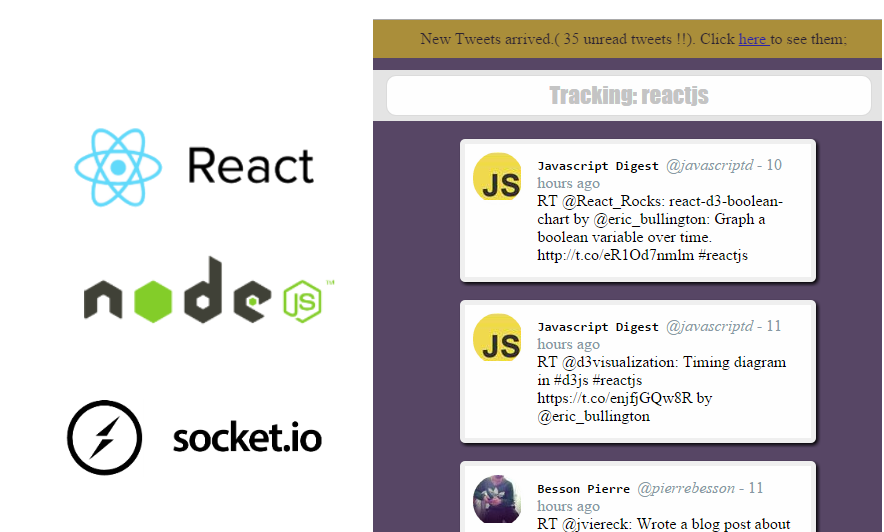 New Tweets arrived.( 35 unread tweets !!). Click here to see them;
Tracking: reactjs
React
node
JS
TM
socket.io
JS
Javascript Digest @javascriptd - 10
hours ago
RT @React_Rocks: react-d3-boolean-
chart by @eric_bullington: Graph a
boolean variable over time.
http://t.co/eR1Od7nmlm #reactjs
JS
Javascript Digest @javascriptd - 11
hours ago
RT @d3visualization: Timing diagram
in #d3js #reactjs
https://t.co/enjfjGQw8R by
@eric_bullington
Besson Pierre @pierrebesson - 11
hours ago
RT @jviereck: Wrote a blog post about